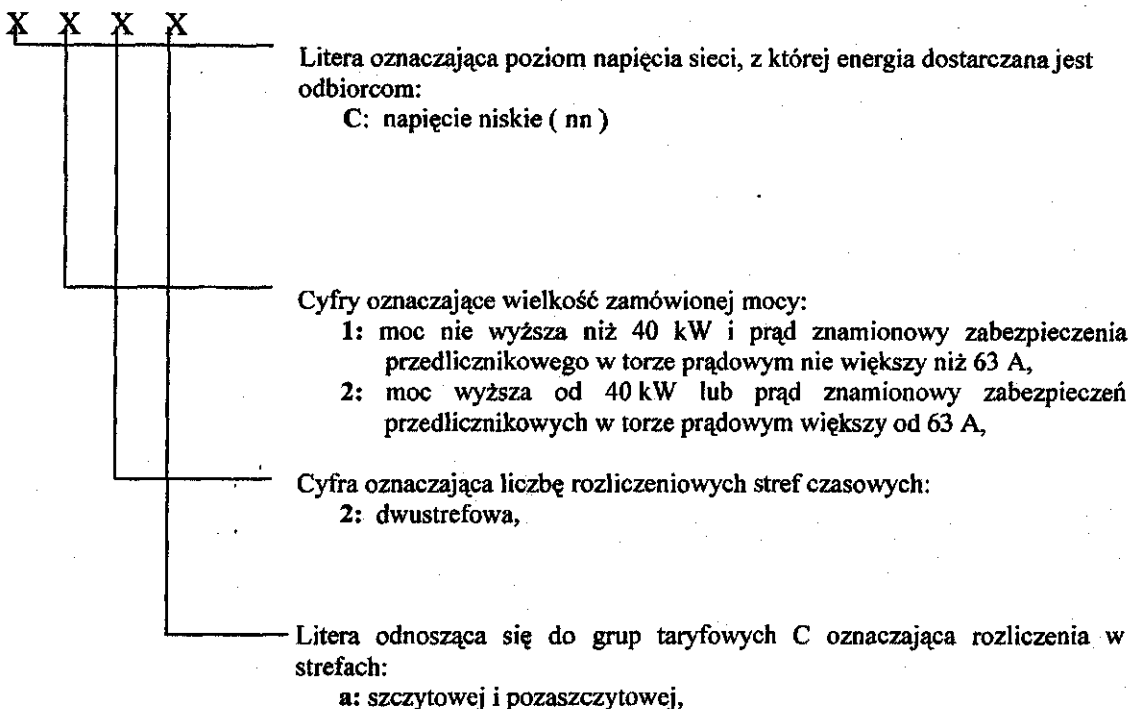 X X X X
Litera oznaczająca poziom napięcia sieci, z której energia dostarczana jest
odbiorcom:
C: napięcie niskie ( nn )
Cyfry oznaczające wielkość zamówionej mocy:
1: moc nie wyższa niż 40 kW i prąd znamionowy zabezpieczenia
przedlicznikowego w torze prądowym nie większy niż 63 A,
2: moc wyższa od 40 kW lub prąd znamionowy zabezpieczeń
przedlicznikowych w torze prądowym większy od 63 A,
Cyfra oznaczająca liczbę rozliczeniowych stref czasowych:
2: dwustrefowa,
Litera odnosząca się do grup taryfowych C oznaczająca rozliczenia w
strefach:
a: szczytowej i pozaszczytowej,